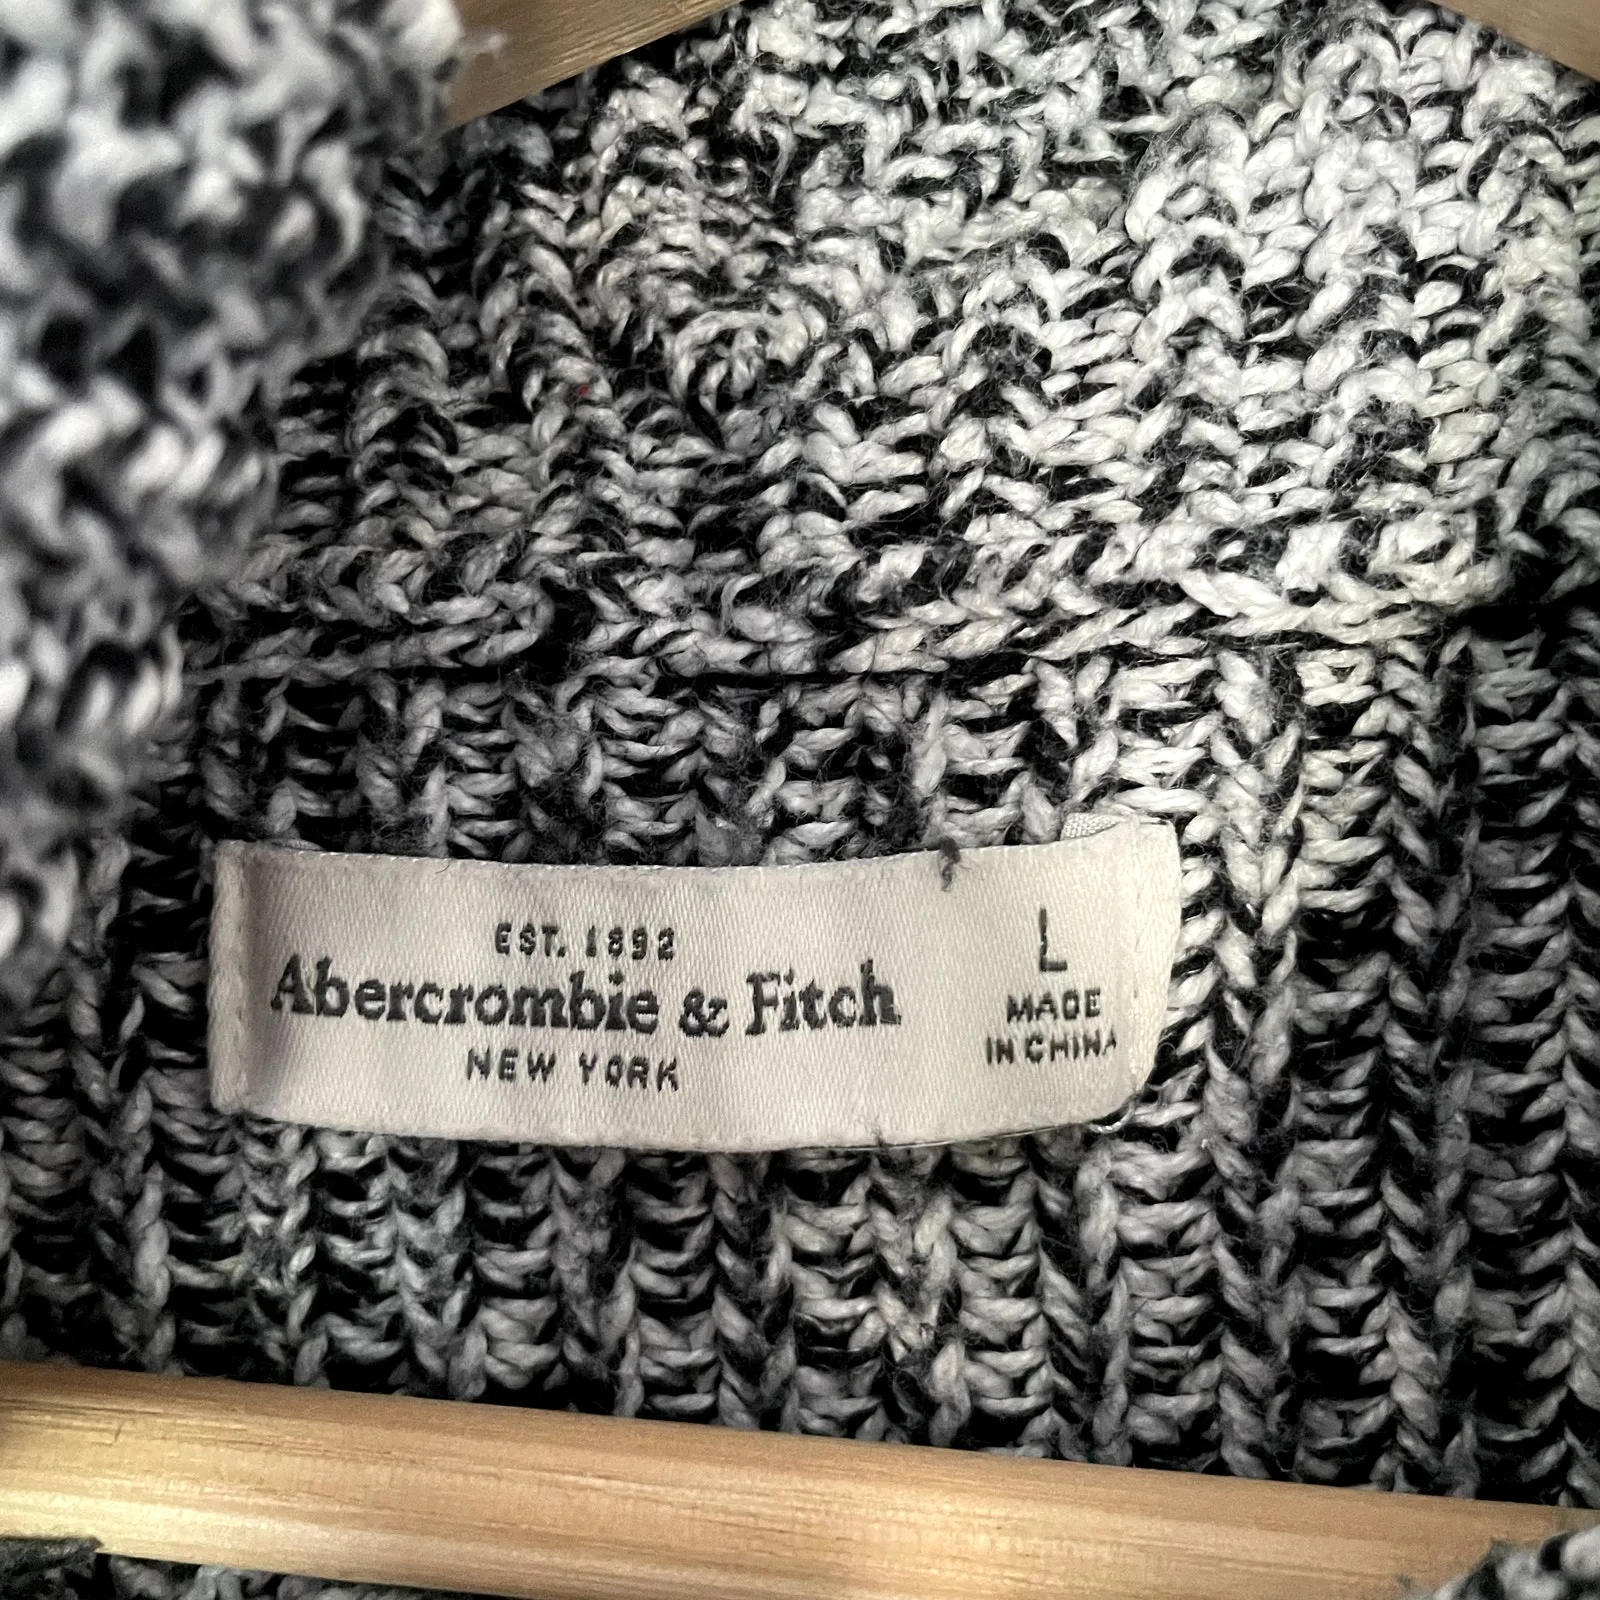 EST. 1892
Abercrombie & Fitch
NEW YORK
L
MADE
IN CHINA